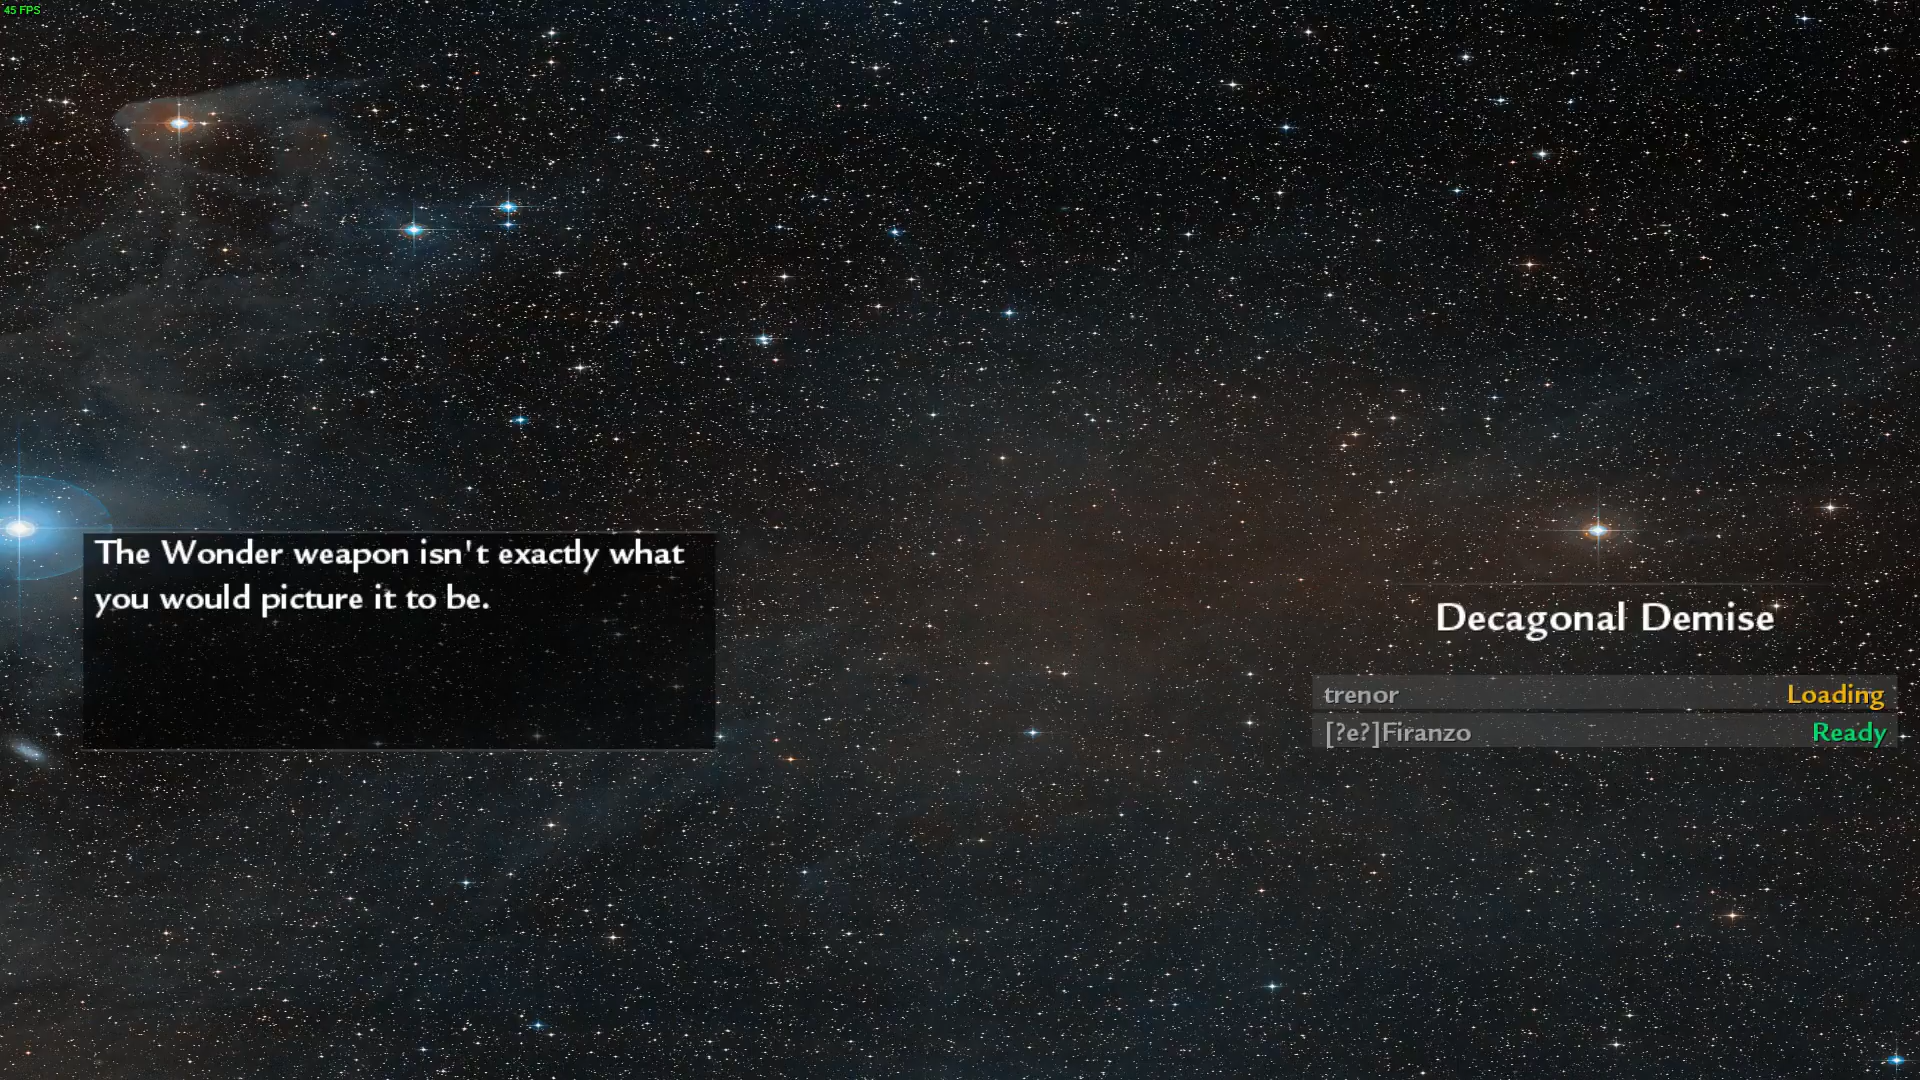 45 FPS
The Wonder weapon isn't exactly what
you would picture it to be.
Decagonal Demise
trenor Loading
[?e?]Firanzo Ready